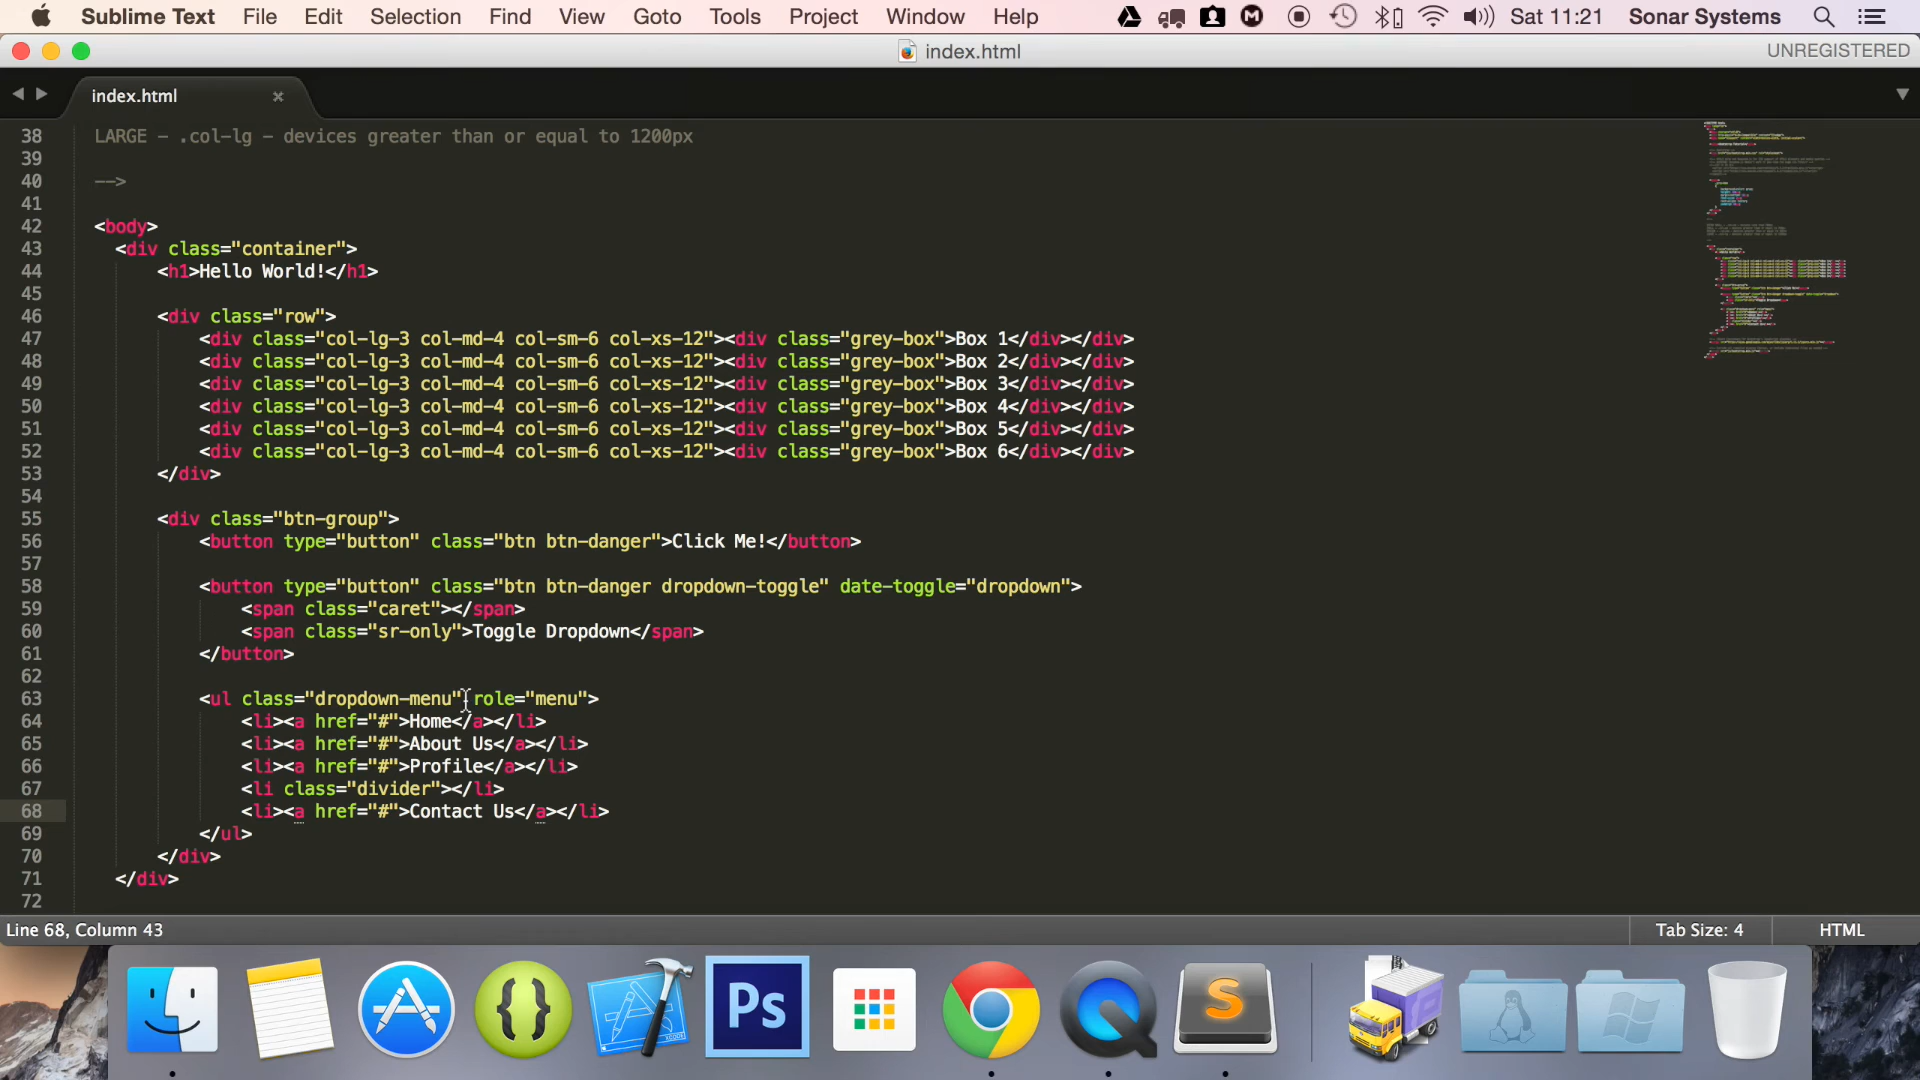 Sublime Text File Edit Selection Find View Goto Tools Project Window Help Sat 11:21 Sonar Systems
index.html UNREGISTERED
index.html
38 LARGE - .col-lg - devices greater than or equal to 1200px
39
40 -->
41
42 <body>
43 <div class="container">
44 <h1>Hello World!</h1>
45
46 <div class="row">
47 <div class="col-lg-3 col-md-4 col-sm-6 col-xs-12"><div class="grey-box">Box 1</div></div>
48 <div class="col-lg-3 col-md-4 col-sm-6 col-xs-12"><div class="grey-box">Box 2</div></div>
49 <div class="col-lg-3 col-md-4 col-sm-6 col-xs-12"><div class="grey-box">Box 3</div></div>
50 <div class="col-lg-3 col-md-4 col-sm-6 col-xs-12"><div class="grey-box">Box 4</div></div>
51 <div class="col-lg-3 col-md-4 col-sm-6 col-xs-12"><div class="grey-box">Box 5</div></div>
52 <div class="col-lg-3 col-md-4 col-sm-6 col-xs-12"><div class="grey-box">Box 6</div></div>
53 </div>
54
55 <div class="btn-group">
56 <button type="button" class="btn btn-danger">Click Me!</button>
57
58 <button type="button" class="btn btn-danger dropdown-toggle" date-toggle="dropdown">
59 <span class="caret"></span>
60 <span class="sr-only">Toggle Dropdown</span>
61 </button>
62
63 <ul class="dropdown-menu" role="menu">
64 <li><a href="#">Home</a></li>
65 <li><a href="#">About Us</a></li>
66 <li><a href="#">Profile</a></li>
67 <li class="divider"></li>
68 <li><a href="#">Contact Us</a></li>
69 </ul>
70 </div>
71 </div>
72
Line 68, Column 43 Tab Size: 4 HTML
Ps